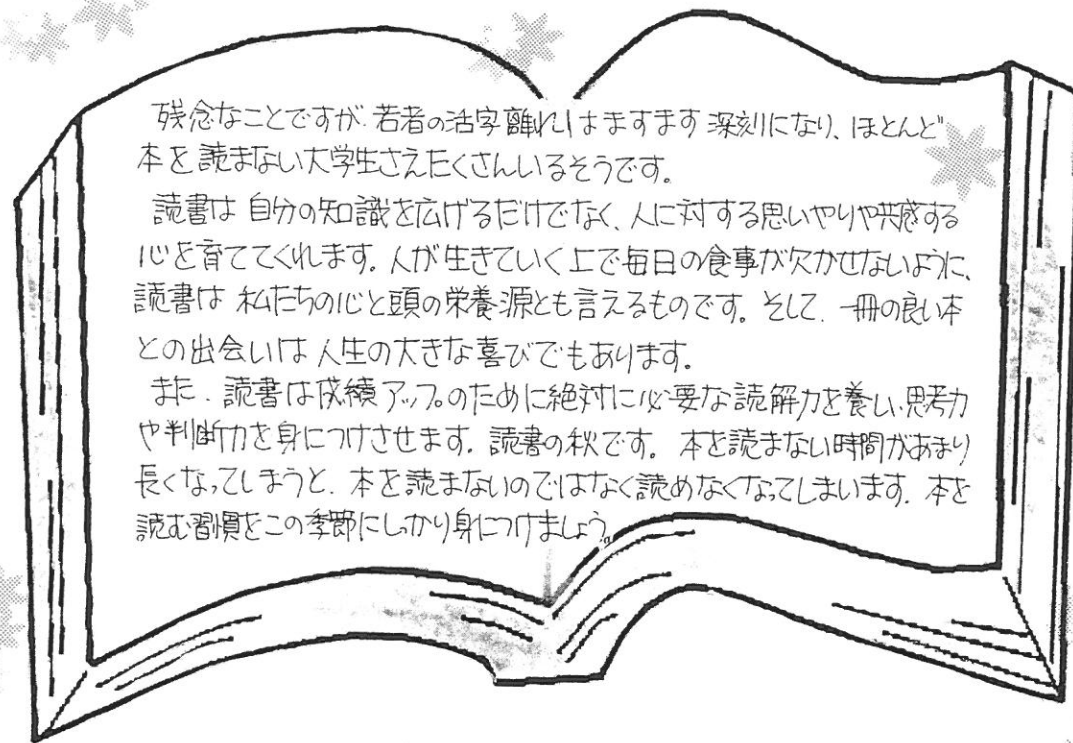 残念なことですが、若者の活字離れはますます深刻になり、ほとんど
本を読まない大学生さえたくさんいるそうです。
読書は自分の知識を広げるだけでなく、人に対する思いやりや共感する
心を育ててくれます。人が生きていく上で毎日の食事が欠かせないように、
読書は私たちの心と頭の栄養源とも言えるものです。そして、一冊の良い本
との出会いは人生の大きな喜びでもあります。
また、読書は成績アップのために絶対に必要な読解力を養い、思考力
や判断力を身につけさせます。読書の秋です。本を読まない時間があまり
長くなってしまうと、本を読まないのではなく読めなくなってしまいます。本を
読む習慣をこの季節にしっかり身につけましょう。